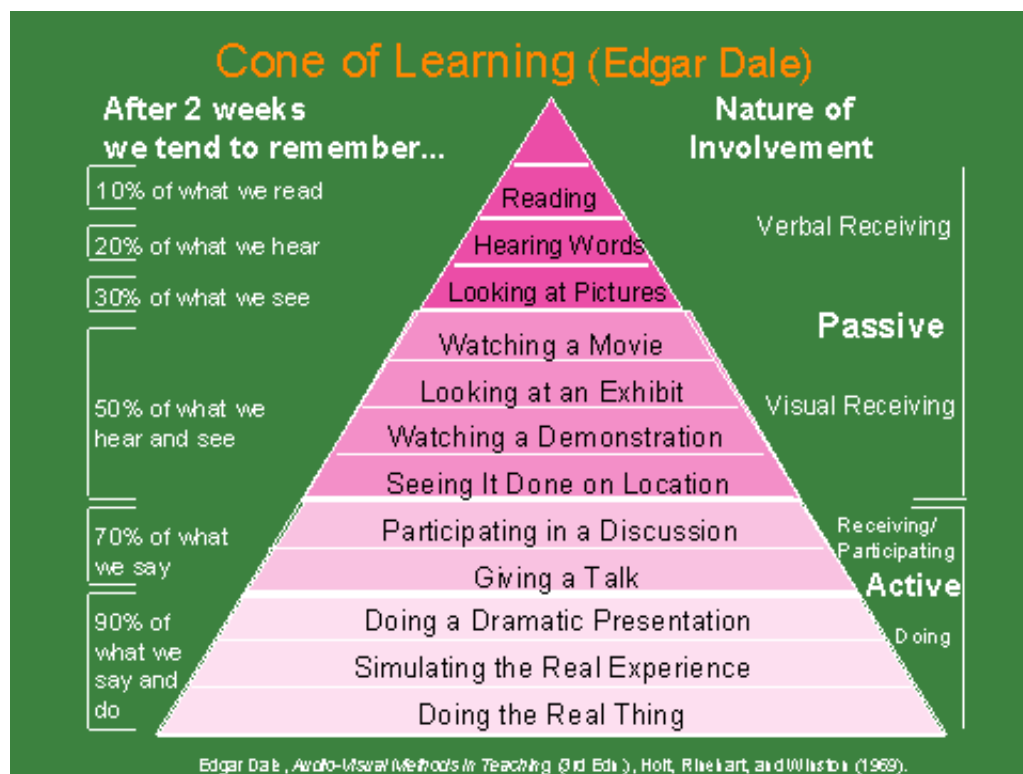 Cone of Learning (Edgar Dale)
After 2 weeks
we tend to remember...
Nature of
Involvement
10% of what we read
20% of what we hear
30% of what we see
50% of what we
hear and see
70% of what
we say
90% of
what we
say and
do
Reading
Hearing Words
Looking at Pictures
Watching a Movie
Looking at an Exhibit
Watching a Demonstration
Seeing It Done on Location
Participating in a Discussion
Giving a Talk
Doing a Dramatic Presentation
Simulating the Real Experience
Doing the Real Thing
Verbal Receiving
Passive
Visual Receiving
Receiving/
Participating
Active
Doing
Edgar Dale, Audio-Visual Methods in Teaching (3rd Edn.), Holt, Rinehart, and Winston (1969).